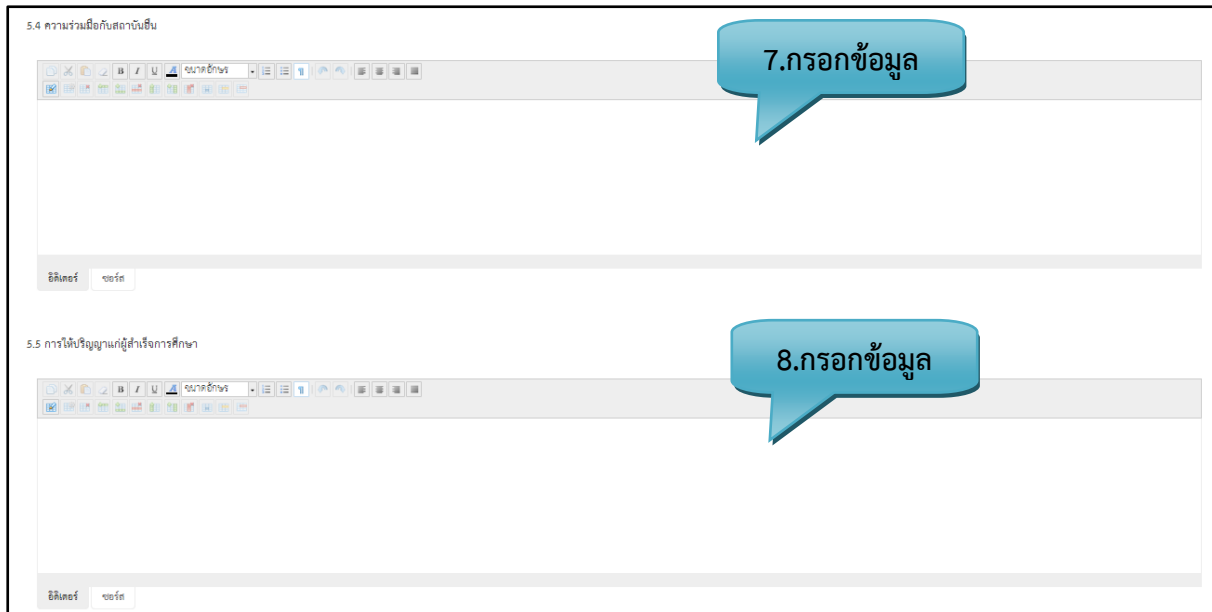 5.4 ความร่วมมือกับสถาบันอื่น
7.กรอกข้อมูล
B I U A ขนาดอักษร
อิดิเตอร์ ซอร์ส
5.5 การให้ปริญญาแก่ผู้สำเร็จการศึกษา
8.กรอกข้อมูล
B I U A ขนาดอักษร
อิดิเตอร์ ซอร์ส